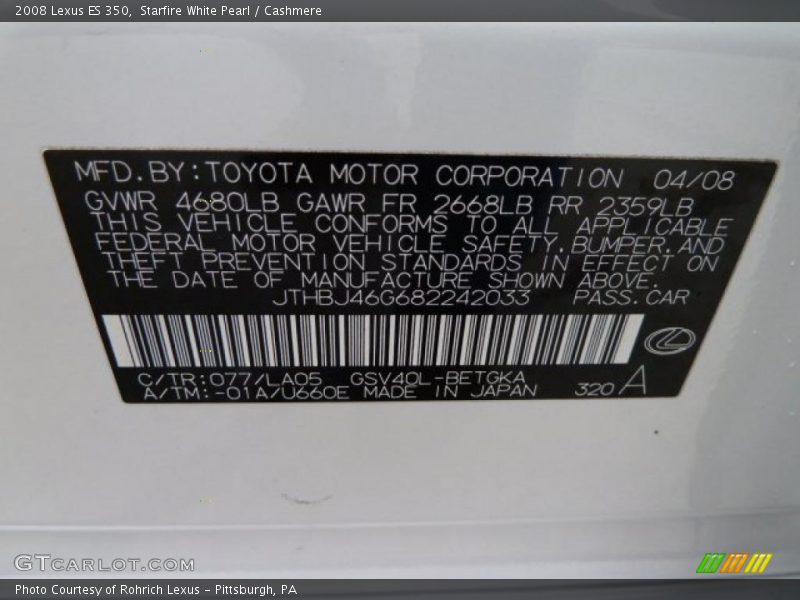 2008 Lexus ES 350, Starfire White Pearl / Cashmere
MFD. BY: TOYOTA MOTOR CORPORATION 04/08
GVWR 4680LB GAWR FR 2668LB RR 2359LB
THIS VEHICLE CONFORMS TO ALL APPLICABLE
FEDERAL MOTOR VEHICLE SAFETY, BUMPER, AND
THEFT PREVENTION STANDARDS IN EFFECT ON
THE DATE OF MANUFACTURE SHOWN ABOVE.
JTHBJ46G682242033 PASS. CAR
C/TR: 077/LA05 GSV40L-BETGKA
A/TM: -01A/U660E MADE IN JAPAN 320 A
GTCARLOT.COM
Photo Courtesy of Rohrich Lexus - Pittsburgh, PA